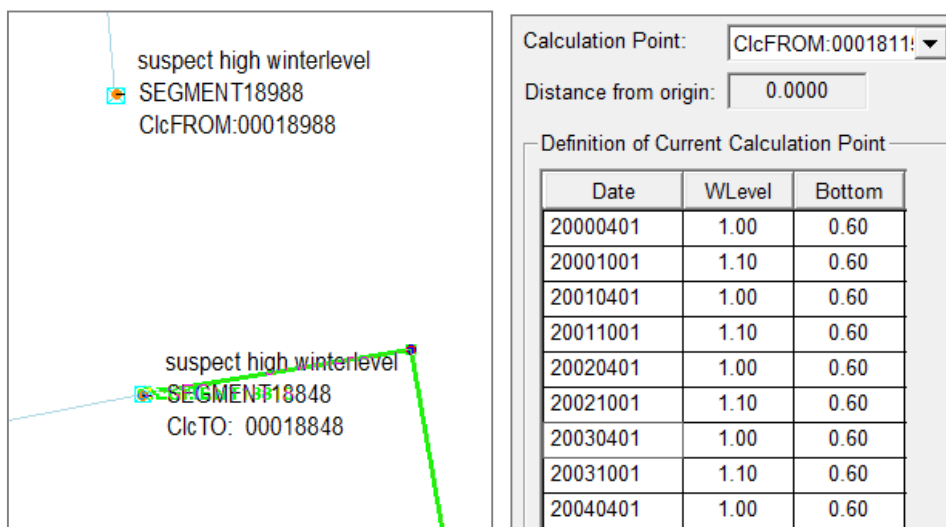 suspect high winterlevel
SEGMENT18988
ClcFROM:00018988
suspect high winterlevel
SEGMENT18848
ClcTO: 00018848
Calculation Point:
Distance from origin: 0.0000
Definition of Current Calculation Point
Date WLevel Bottom
20000401 1.00 0.60
20001001 1.10 0.60
20010401 1.00 0.60
20011001 1.10 0.60
20020401 1.00 0.60
20021001 1.10 0.60
20030401 1.00 0.60
20031001 1.10 0.60
20040401 1.00 0.60